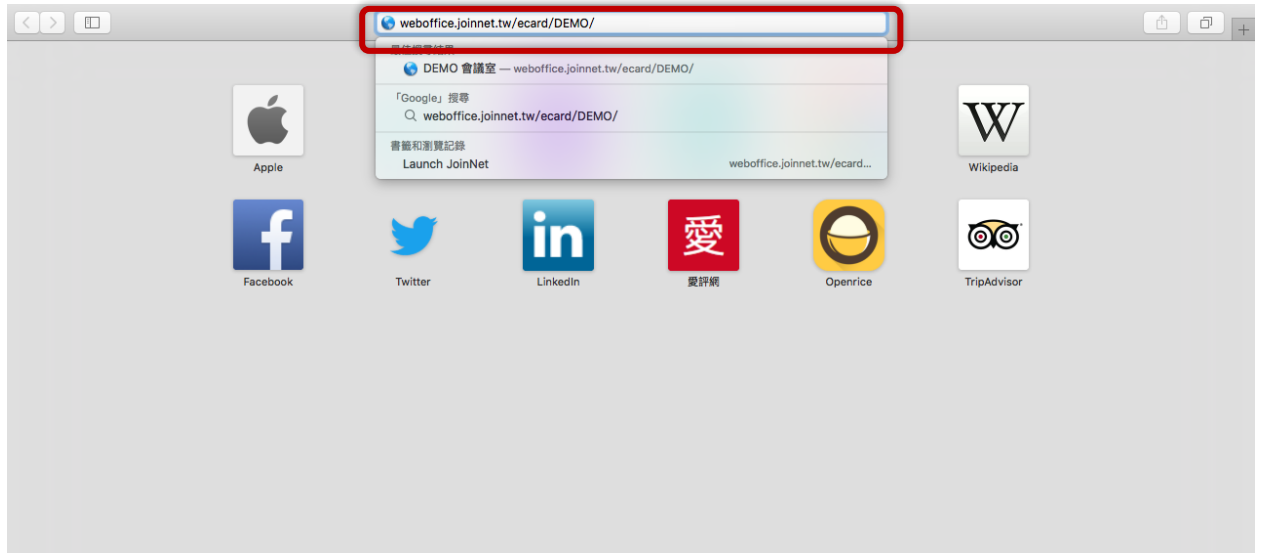 weboffice.joinnet.tw/ecard/DEMO/
DEMO 會議室 — weboffice.joinnet.tw/ecard/DEMO/
「Google」搜尋
weboffice.joinnet.tw/ecard/DEMO/
書籤和瀏覽記錄
Launch JoinNet weboffice.joinnet.tw/ecard...
W
Apple
Wikipedia
f
in
愛
Facebook
Twitter
LinkedIn
愛評網
Openrice
TripAdvisor